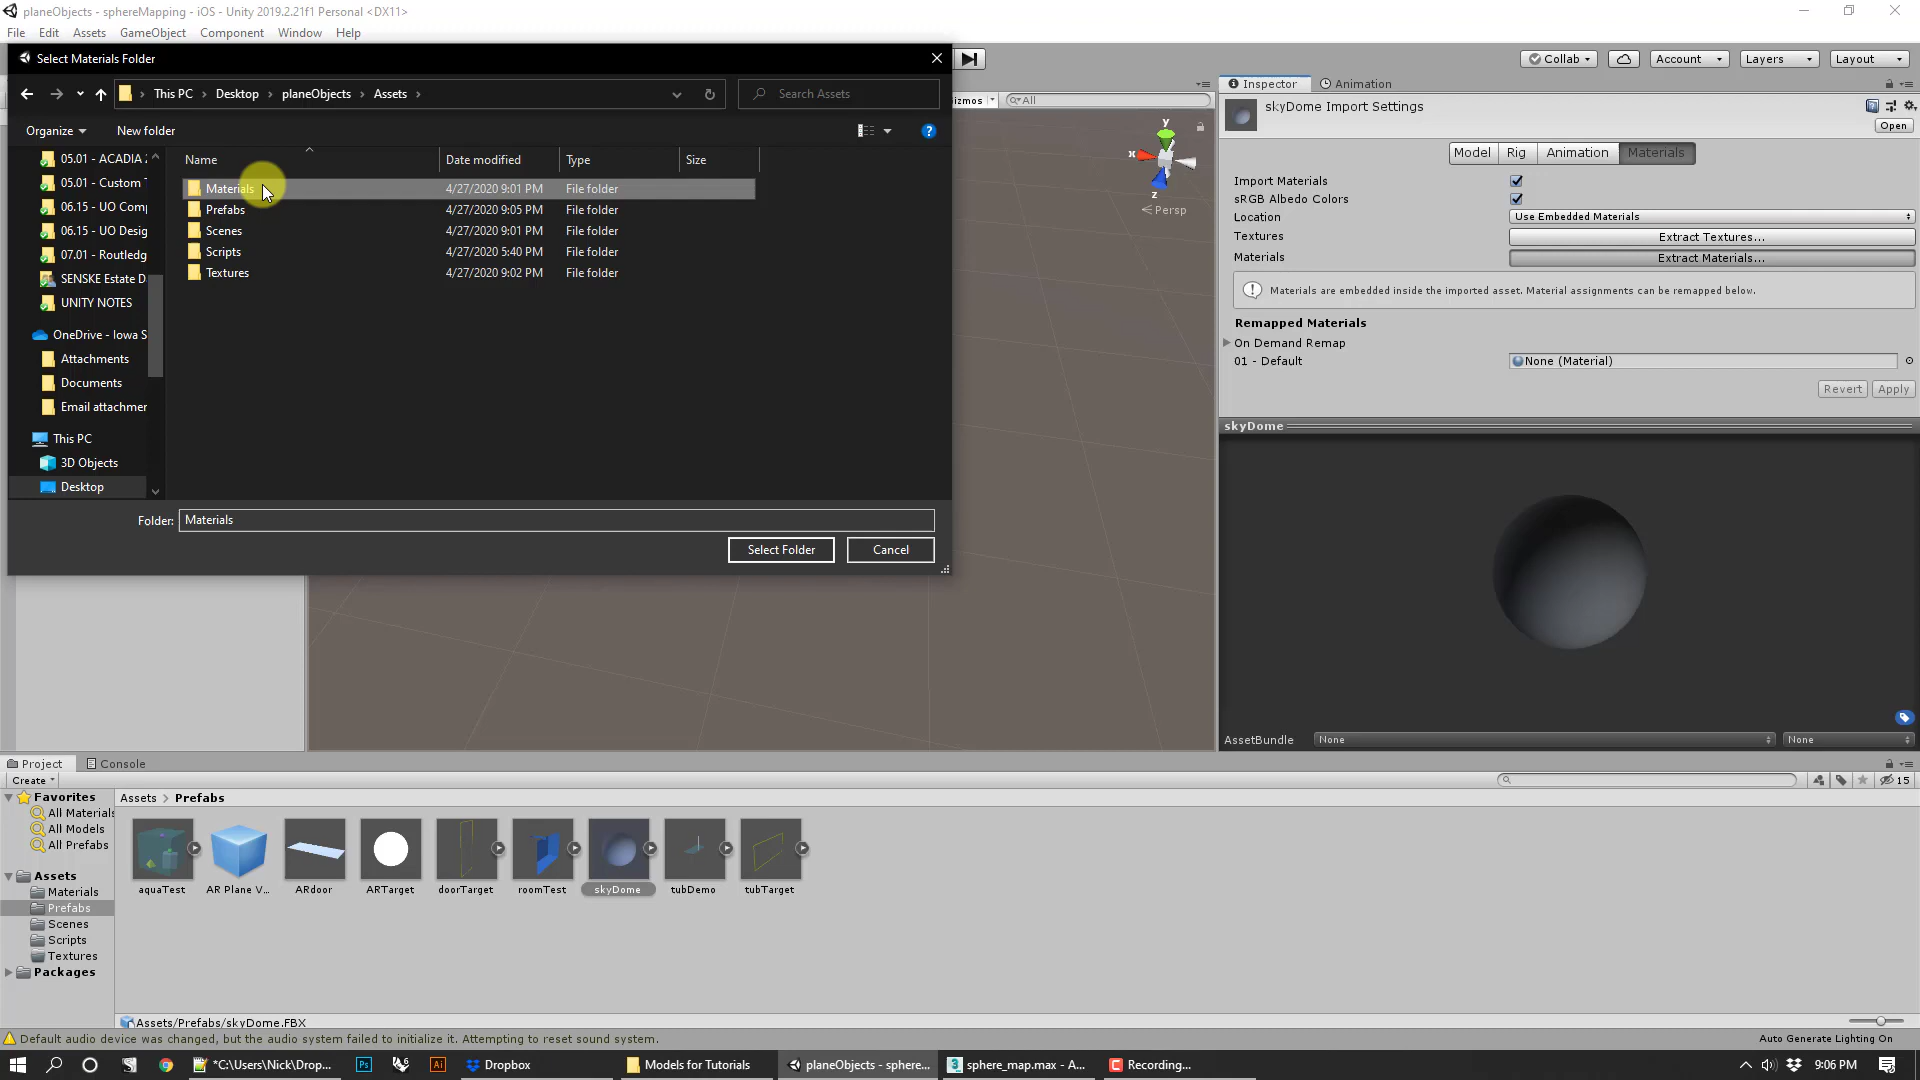 planeObjects - sphereMapping - iOS - Unity 2019.2.21f1 Personal <DX11>
File Edit Assets GameObject Component Window Help
Select Materials Folder
Collab Account Layers Layout
This PC Desktop planeObjects Assets
Search Assets
Inspector Animation
izmos All
skyDome Import Settings
Open
Organize New folder
Name Date modified Type Size
Model Rig Animation Materials
05.01 - ACADIA 2
05.01 - Custom T
06.15 - UO Comp
06.15 - UO Desig
07.01 - Routledg
SENSKE Estate D
UNITY NOTES
OneDrive - Iowa S
Attachments
Documents
Email attachmer
This PC
3D Objects
Desktop
Materials 4/27/2020 9:01 PM File folder
Prefabs 4/27/2020 9:05 PM File folder
Scenes 4/27/2020 9:01 PM File folder
Scripts 4/27/2020 5:40 PM File folder
Textures 4/27/2020 9:02 PM File folder
Folder: Materials
Select Folder Cancel
y
x
z
Persp
Import Materials
sRGB Albedo Colors
Location Use Embedded Materials
Textures Extract Textures...
Materials Extract Materials...
Materials are embedded inside the imported asset. Material assignments can be remapped below.
Remapped Materials
On Demand Remap
01 - Default None (Material)
Revert Apply
skyDome
AssetBundle None None
Project Console
Create
15
Favorites
All Materials
All Models
All Prefabs
Assets
Materials
Prefabs
Scenes
Scripts
Textures
Packages
Assets > Prefabs
aquaTest AR Plane V... ARdoor ARTarget doorTarget roomTest skyDome tubDemo tubTarget
Assets/Prefabs/skyDome.FBX
Default audio device was changed, but the audio system failed to initialize it. Attempting to reset sound system.
Auto Generate Lighting On
*C:\Users\Nick\Drop... Ps Ai Dropbox Models for Tutorials planeObjects - sphere... sphere_map.max - A... Recording... 9:06 PM